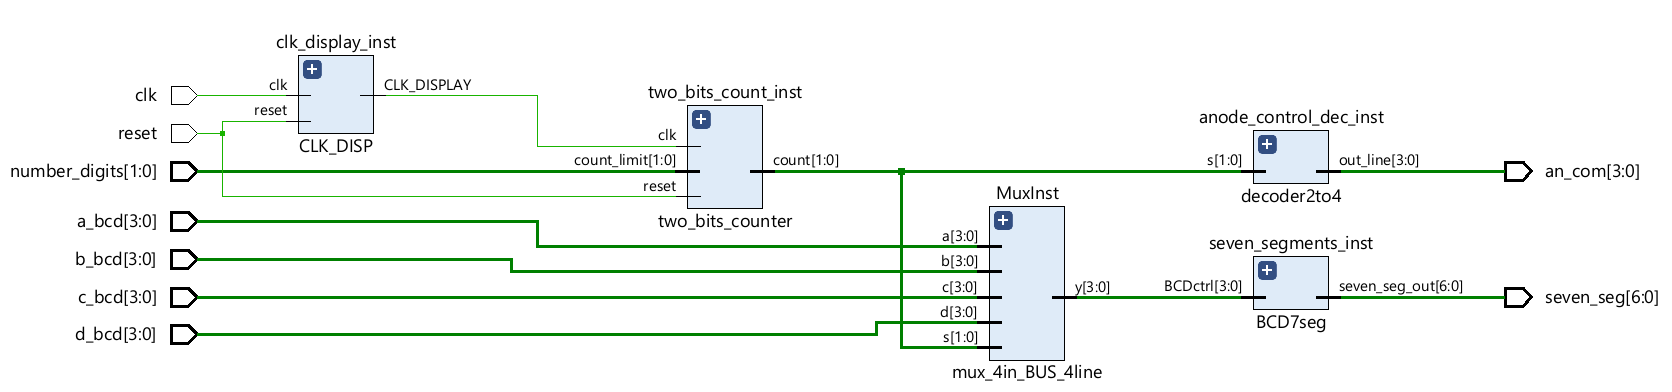 clk_display_inst
clk
clk
CLK_DISPLAY
reset
reset
CLK_DISP
two_bits_count_inst
clk
number_digits[1:0]
count_limit[1:0]
count[1:0]
reset
two_bits_counter
anode_control_dec_inst
s[1:0]
out_line[3:0]
an_com[3:0]
decoder2to4
a_bcd[3:0]
b_bcd[3:0]
c_bcd[3:0]
d_bcd[3:0]
MuxInst
a[3:0]
b[3:0]
c[3:0]
d[3:0]
s[1:0]
y[3:0]
mux_4in_BUS_4line
seven_segments_inst
BCDctrl[3:0]
seven_seg_out[6:0]
seven_seg[6:0]
BCD7seg